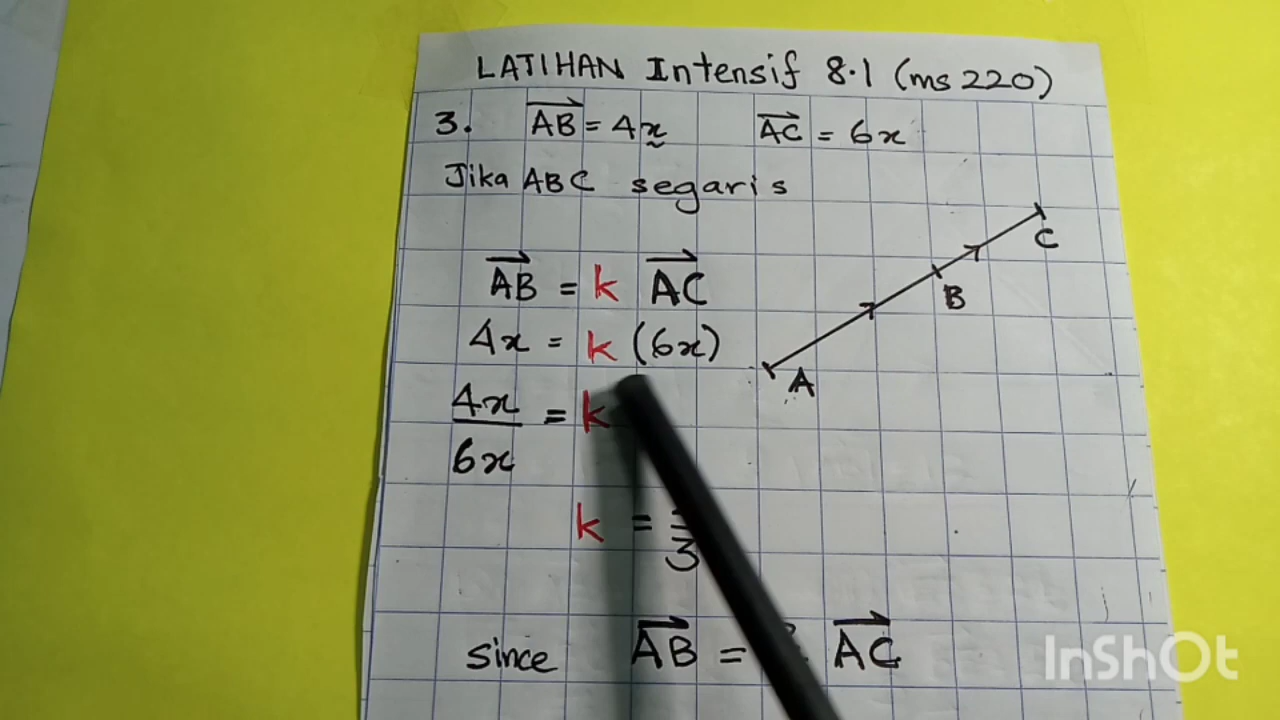 LATIHAN Intensif 8.1 (ms 220)
3. AB = 4x AC = 6x
Jika ABC segaris
AB = k AC
4x = k (6x)
4x/6x = k
k = /3
since AB = AC
A B C
InShOt